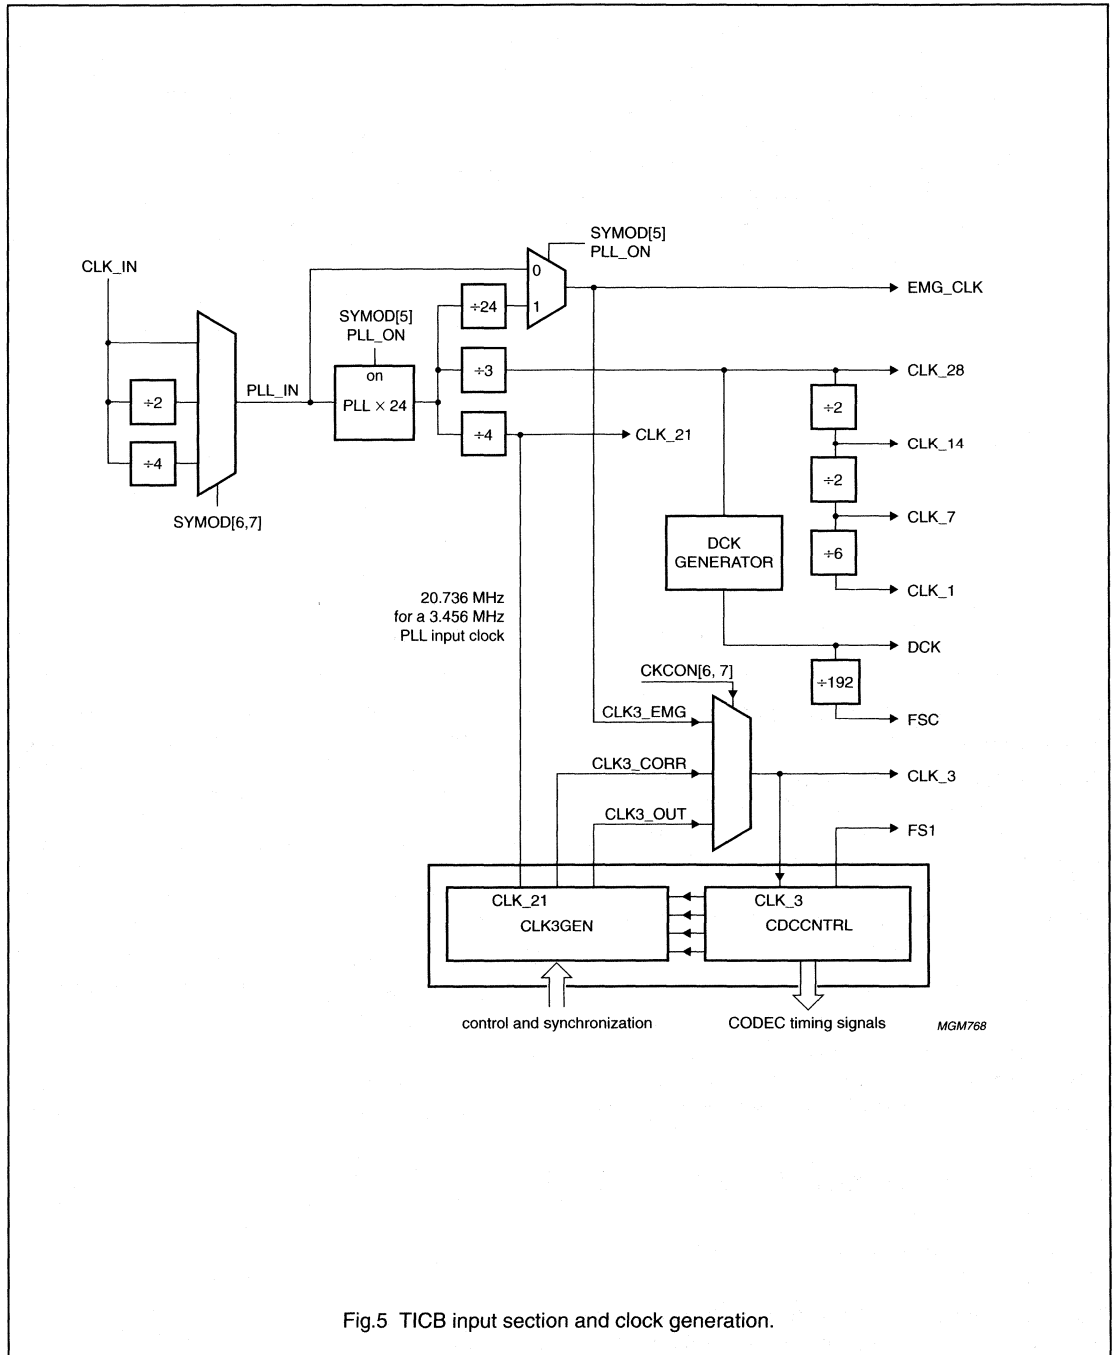 SYMOD[5]
PLL_ON
CLK_IN
0
EMG_CLK
÷24
1
SYMOD[5]
PLL_ON
on
÷3
CLK_28
PLL_IN
÷2
PLL × 24
÷2
÷4
CLK_21
CLK_14
÷4
÷2
SYMOD[6,7]
CLK_7
DCK
GENERATOR
÷6
CLK_1
20.736 MHz
for a 3.456 MHz
PLL input clock
DCK
CKCON[6, 7]
÷192
CLK3_EMG
FSC
CLK3_CORR
CLK_3
CLK3_OUT
FS1
CLK_21
CLK3GEN
CLK_3
CDCCNTRL
control and synchronization
CODEC timing signals
MGM768
Fig.5 TICB input section and clock generation.